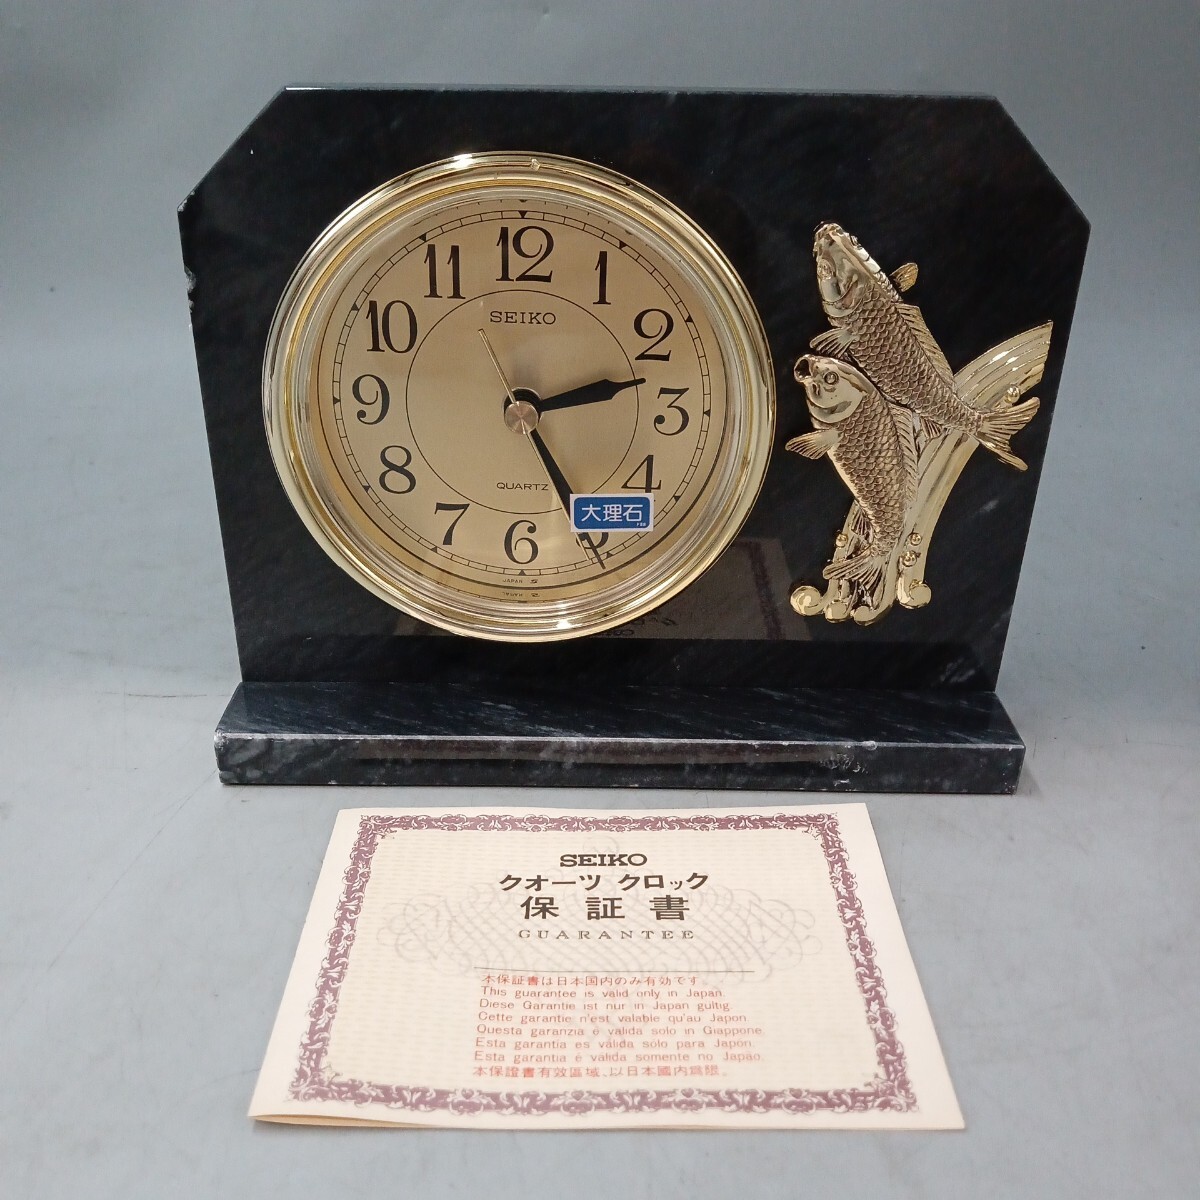 12
1
2
3
4
6
7
8
9
10
11
SEIKO
QUARTZ
大理石
JAPAN
SEIKO
クオーツ クロック
保証書
GUARANTEE
本保証書は日本国内のみ有効です。
This guarantee is valid only in Japan.
Diese Garantie ist nur in Japan gültig.
Cette garantie n'est valable qu'au Japon.
Questa garanzia è valida solo in Giappone.
Esta garantía es válida sólo para Japón.
Esta garantia é válida somente no Japão.
本保證書有效區域、以日本國内爲限。